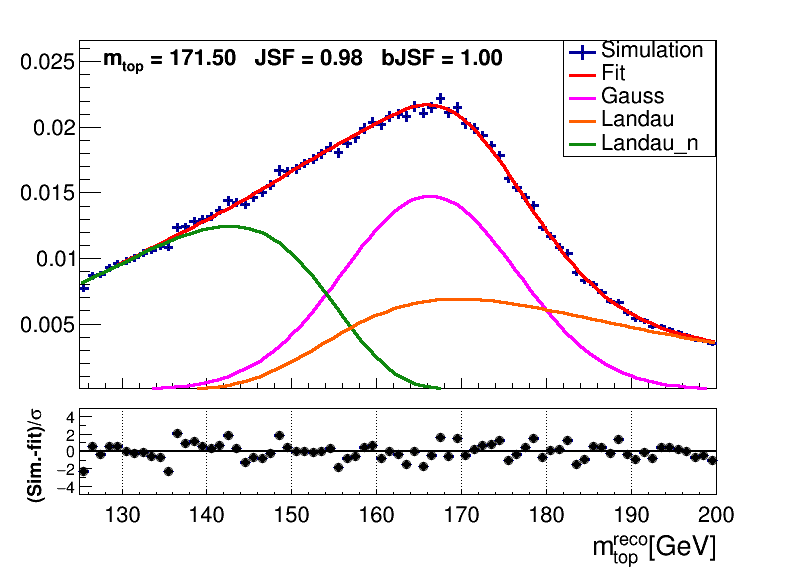 m_top = 171.50 JSF = 0.98 bJSF = 1.00
Simulation
Fit
Gauss
Landau
Landau_n
0.025
0.02
0.015
0.01
0.005
(Sim.-fit)/σ
4
2
0
−2
−4
130 140 150 160 170 180 190 200
m_top^reco[GeV]